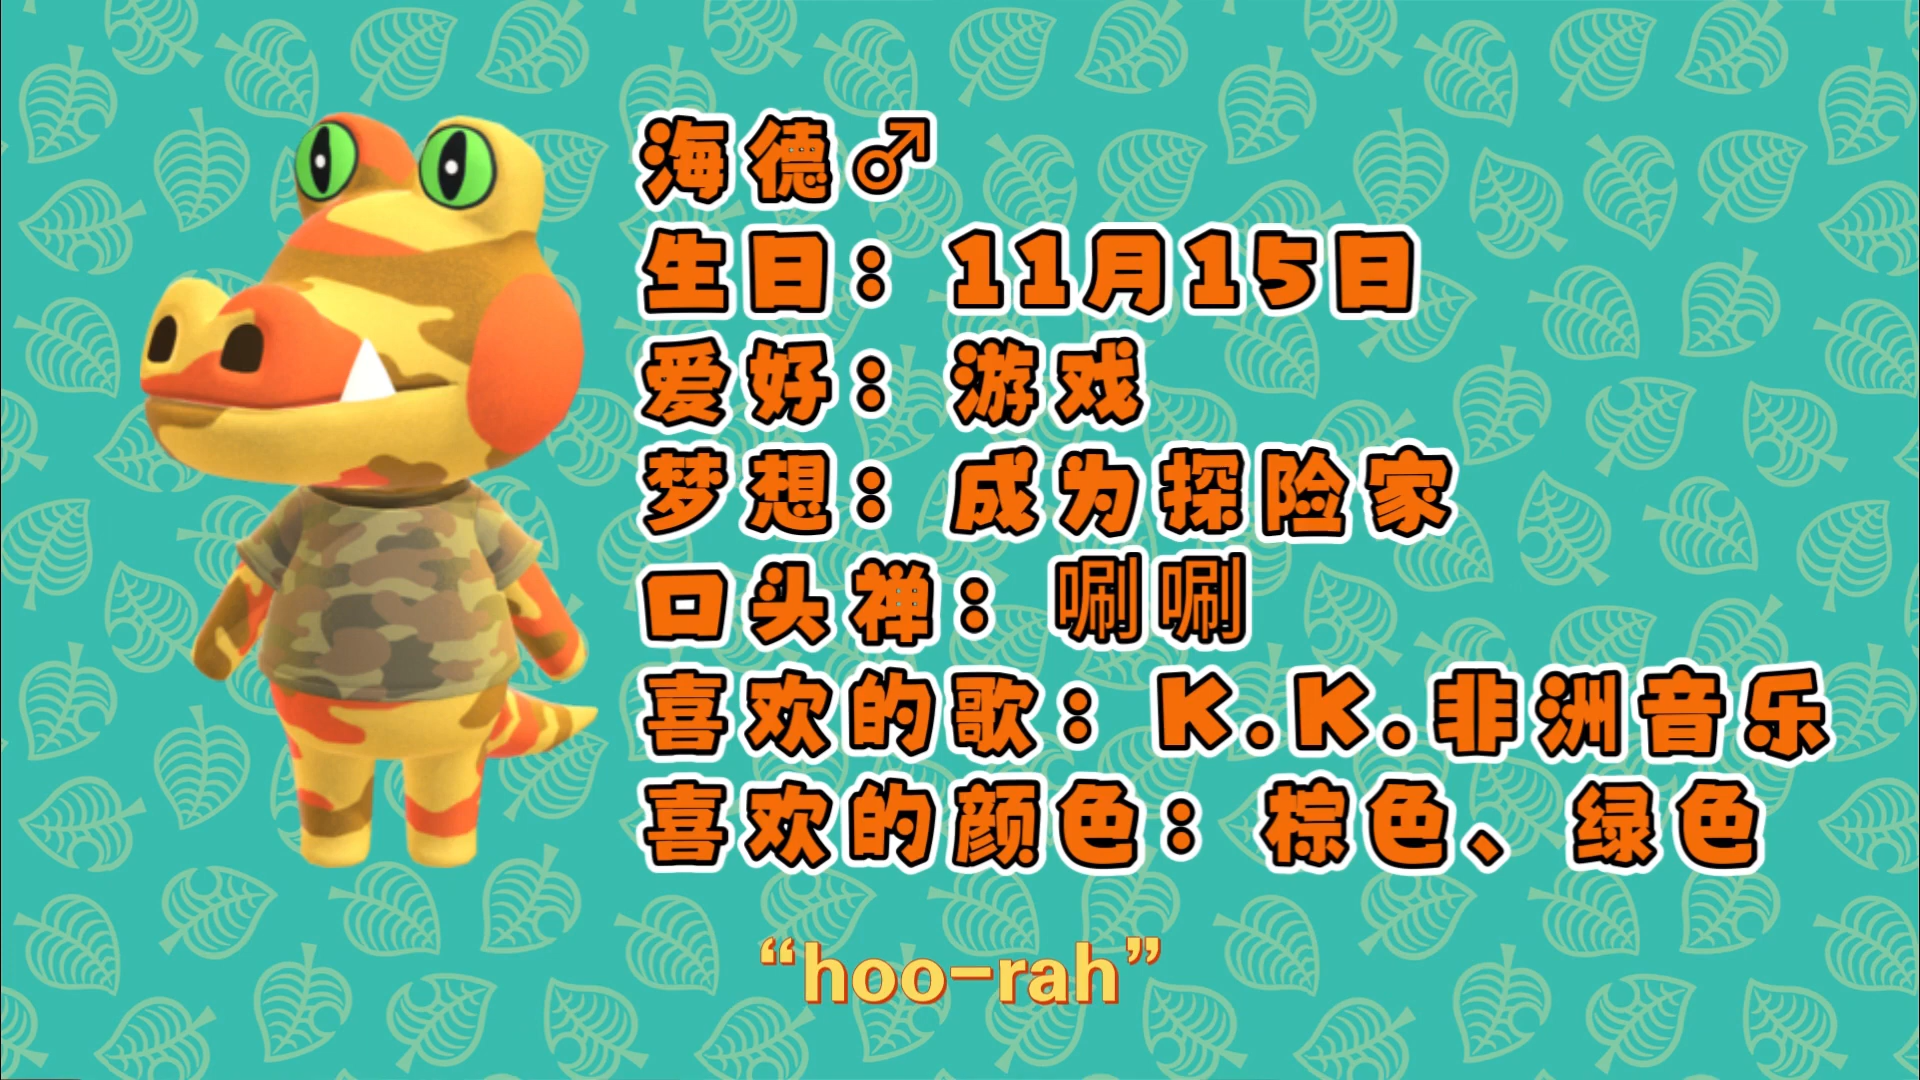 海德♂
生日：11月15日
爱好：游戏
梦想：成为探险家
口头禅：唰唰
喜欢的歌：K.K.非洲音乐
喜欢的颜色：棕色、绿色
“hoo-rah”